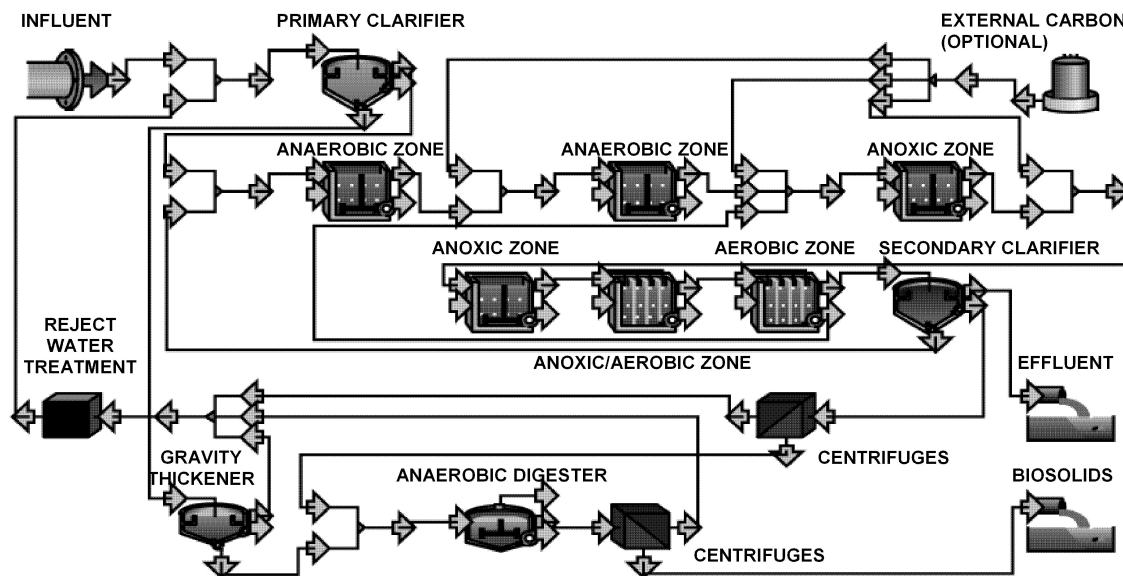 INFLUENT
PRIMARY CLARIFIER
EXTERNAL CARBON
(OPTIONAL)
ANAEROBIC ZONE
ANAEROBIC ZONE
ANOXIC ZONE
ANOXIC ZONE
AEROBIC ZONE
SECONDARY CLARIFIER
ANOXIC/AEROBIC ZONE
REJECT
WATER
TREATMENT
EFFLUENT
GRAVITY
THICKENER
ANAEROBIC DIGESTER
CENTRIFUGES
BIOSOLIDS
CENTRIFUGES